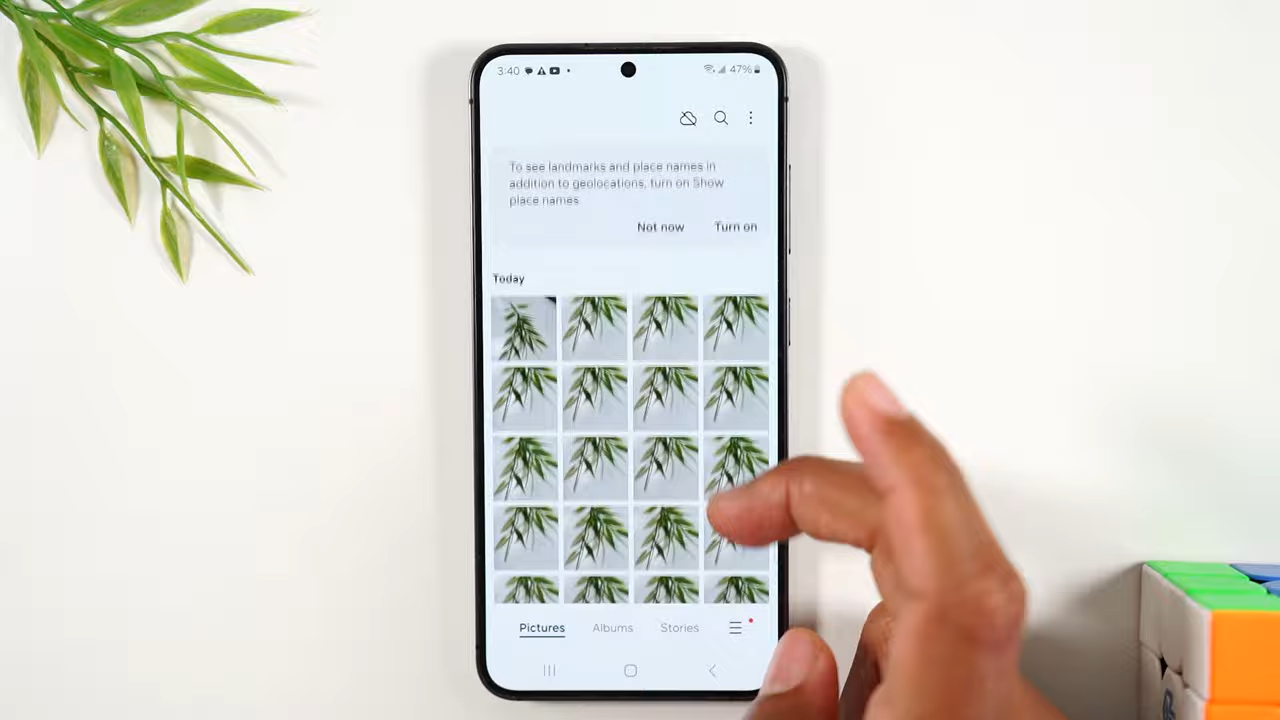 3:40
47%
To see landmarks and place names in
addition to geolocations, turn on Show
place names
Not now
Turn on
Today
Pictures
Albums
Stories